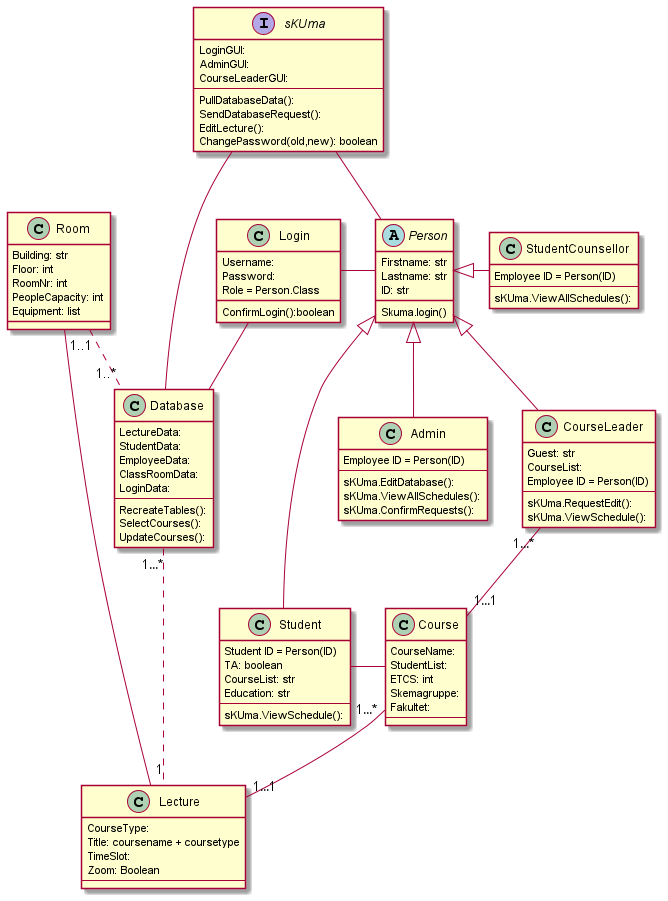 I sKUma
LoginGUI:
AdminGUI:
CourseLeaderGUI:
PullDatabaseData():
SendDatabaseRequest():
EditLecture():
ChangePassword(old,new): boolean
C Room
Building: str
Floor: int
RoomNr: int
PeopleCapacity: int
Equipment: list
C Login
Username:
Password:
Role = Person.Class
ConfirmLogin():boolean
A Person
Firstname: str
Lastname: str
ID: str
Skuma.login()
C StudentCounsellor
Employee ID = Person(ID)
sKUma.ViewAllSchedules():
1..1
1..*
C Database
LectureData:
StudentData:
EmployeeData:
ClassRoomData:
LoginData:
RecreateTables():
SelectCourses():
UpdateCourses():
C Admin
Employee ID = Person(ID)
sKUma.EditDatabase():
sKUma.ViewAllSchedules():
sKUma.ConfirmRequests():
C CourseLeader
Guest: str
CourseList:
Employee ID = Person(ID)
sKUma.RequestEdit():
sKUma.ViewSchedule():
1...*
1...*
1...1
C Student
Student ID = Person(ID)
TA: boolean
CourseList: str
Education: str
sKUma.ViewSchedule():
C Course
CourseName:
StudentList:
ETCS: int
Skemagruppe:
Fakultet:
1...*
1
1...1
C Lecture
CourseType:
Title: coursename + coursetype
TimeSlot:
Zoom: Boolean